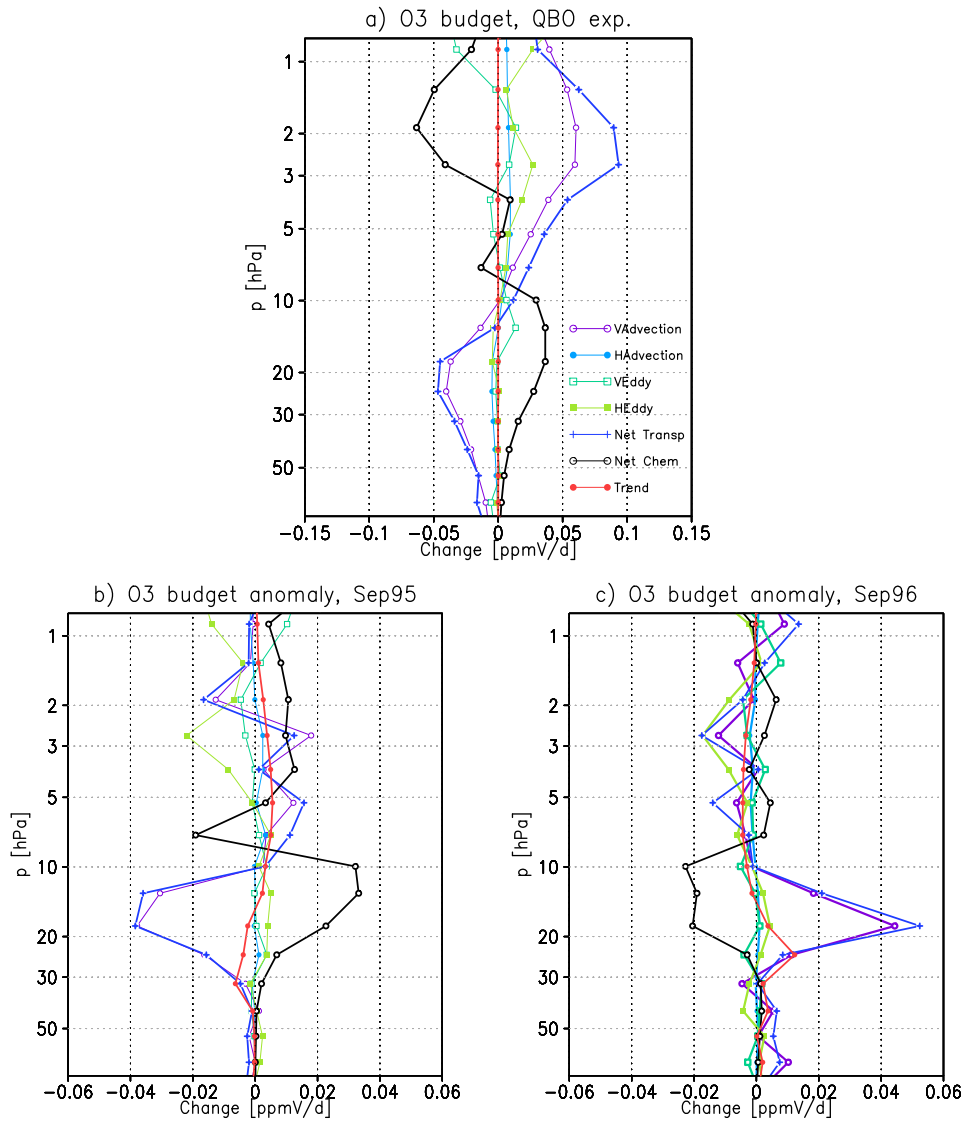 a) O3 budget, QBO exp.
p [hPa]
1
2
3
5
10
20
30
50
VAdvection
HAdvection
VEddy
HEddy
Net Transp
Net Chem
Trend
−0.15 −0.1 −0.05 0 0.05 0.1 0.15
Change [ppmV/d]
b) O3 budget anomaly, Sep95
p [hPa]
1
2
3
5
10
20
30
50
−0.06 −0.04 −0.02 0 0.02 0.04 0.06
Change [ppmV/d]
c) O3 budget anomaly, Sep96
p [hPa]
1
2
3
5
10
20
30
50
−0.06 −0.04 −0.02 0 0.02 0.04 0.06
Change [ppmV/d]